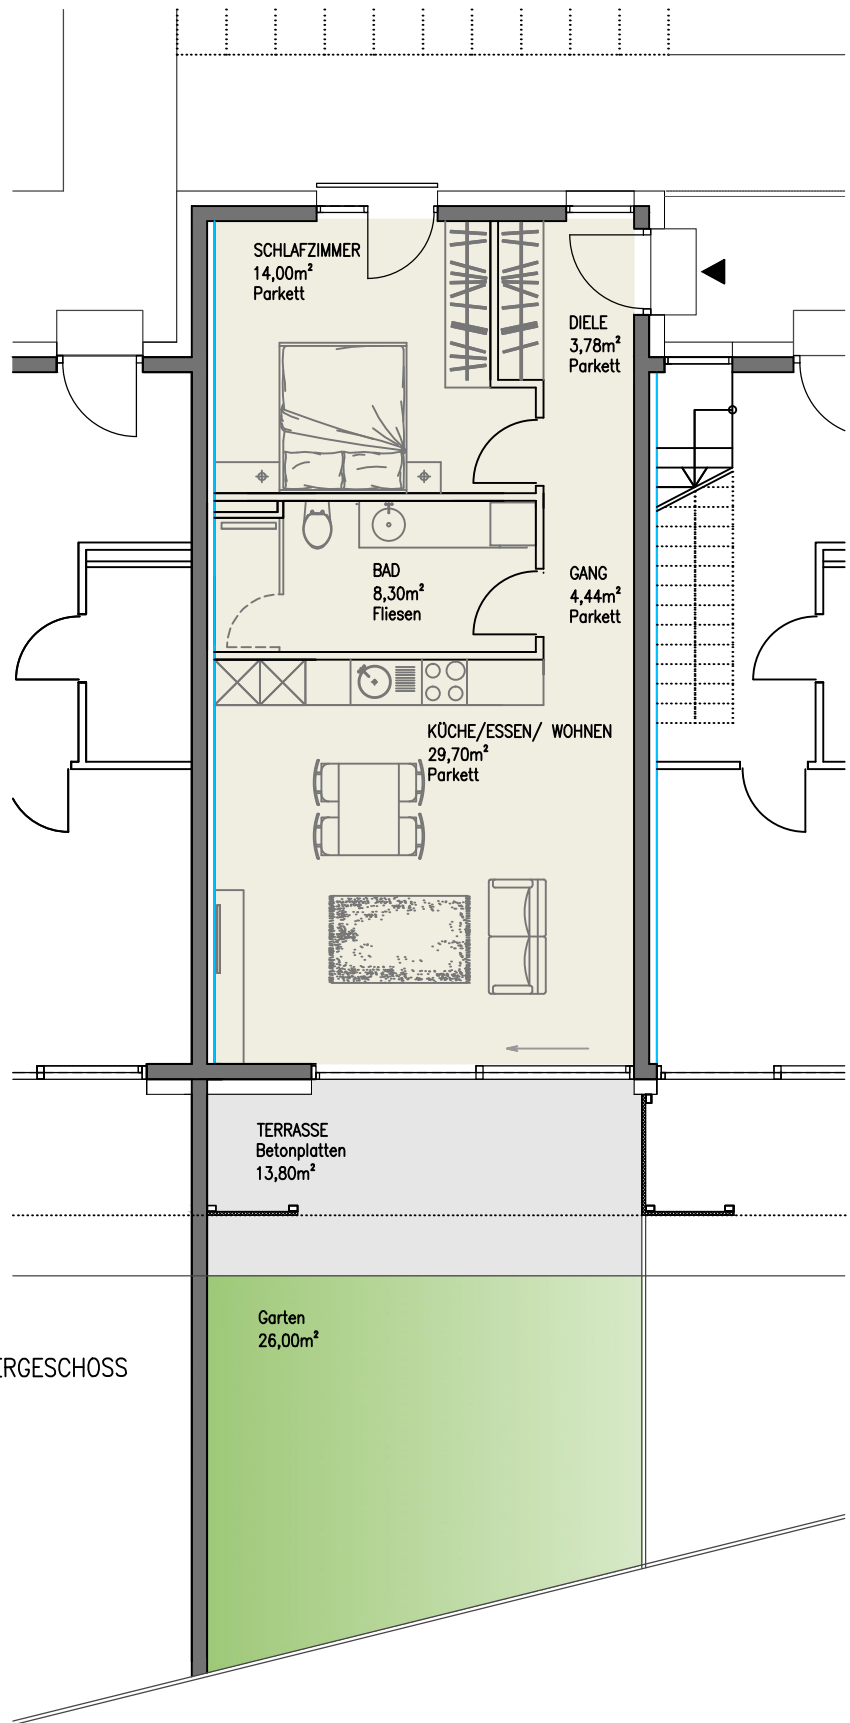 SCHLAFZIMMER
14,00m²
Parkett
DIELE
3,78m²
Parkett
BAD
8,30m²
Fliesen
GANG
4,44m²
Parkett
KÜCHE/ESSEN/ WOHNEN
29,70m²
Parkett
TERRASSE
Betonplatten
13,80m²
Garten
26,00m²
ERGESCHOSS